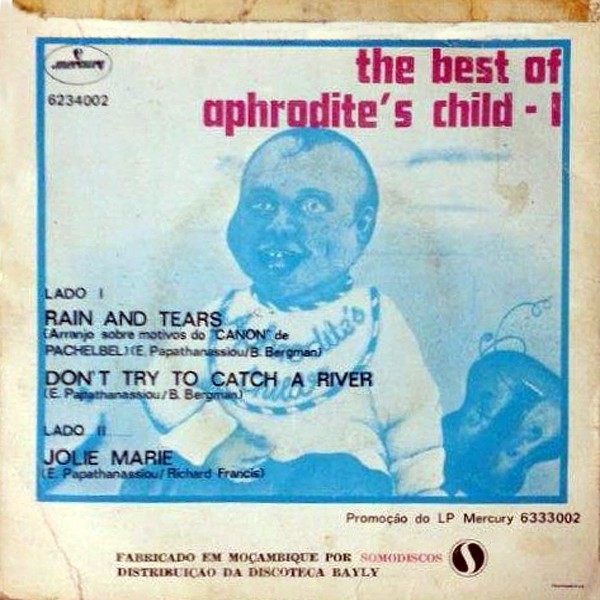 mercury
6234002
the best of
aphrodite's child - I
LADO I
RAIN AND TEARS
(Arranjo sobre motivos do "CANON" de
PACHELBEL) (E. Papathanassiou/B. Bergman)
DON'T TRY TO CATCH A RIVER
(E. Papathanassiou/B. Bergman)
LADO II
JOLIE MARIE
(E. Papathanassiou/Richard Francis)
Promoção do LP Mercury 6333002
FABRICADO EM MOÇAMBIQUE POR SOMODISCOS
DISTRIBUIÇÃO DA DISCOTECA BAYLY